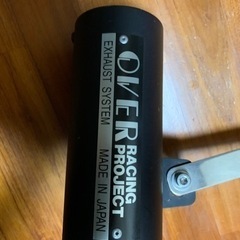 OVER
RACING
PROJECT
EXHAUST SYSTEM
MADE IN JAPAN